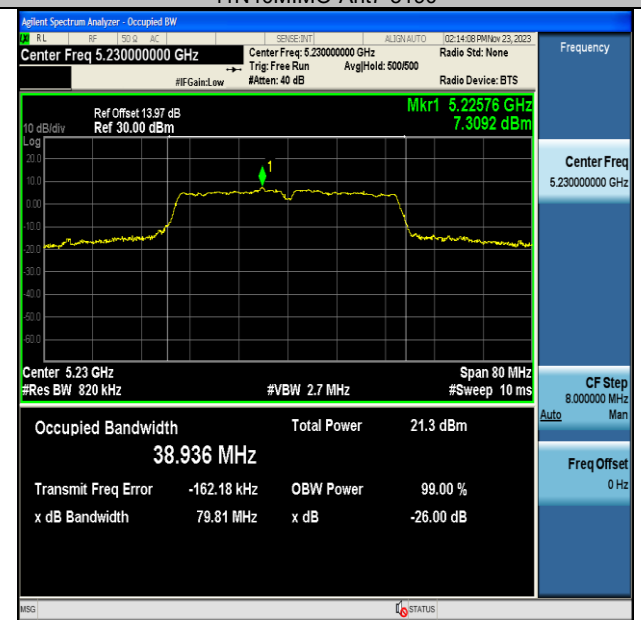 Agilent Spectrum Analyzer - Occupied BW
RL RF 50 Ω AC SENSE:INT ALIGN AUTO 02:14:08 PM Nov 23, 2023
Center Freq 5.230000000 GHz
Center Freq: 5.230000000 GHz Radio Std: None
Trig: Free Run Avg|Hold: 500/500
#IFGain:Low #Atten: 40 dB Radio Device: BTS
Frequency
Ref Offset 13.97 dB Mkr1 5.22576 GHz
10 dB/div Ref 30.00 dBm 7.3092 dBm
Log
20.0
10.0
0.00
-10.0
-20.0
-30.0
-40.0
-50.0
-60.0
1
Center 5.23 GHz Span 80 MHz
#Res BW 820 kHz #VBW 2.7 MHz #Sweep 10 ms
Occupied Bandwidth Total Power 21.3 dBm
38.936 MHz
Transmit Freq Error -162.18 kHz OBW Power 99.00 %
x dB Bandwidth 79.81 MHz x dB -26.00 dB
Center Freq
5.230000000 GHz
CF Step
8.000000 MHz
Auto Man
Freq Offset
0 Hz
MSG STATUS